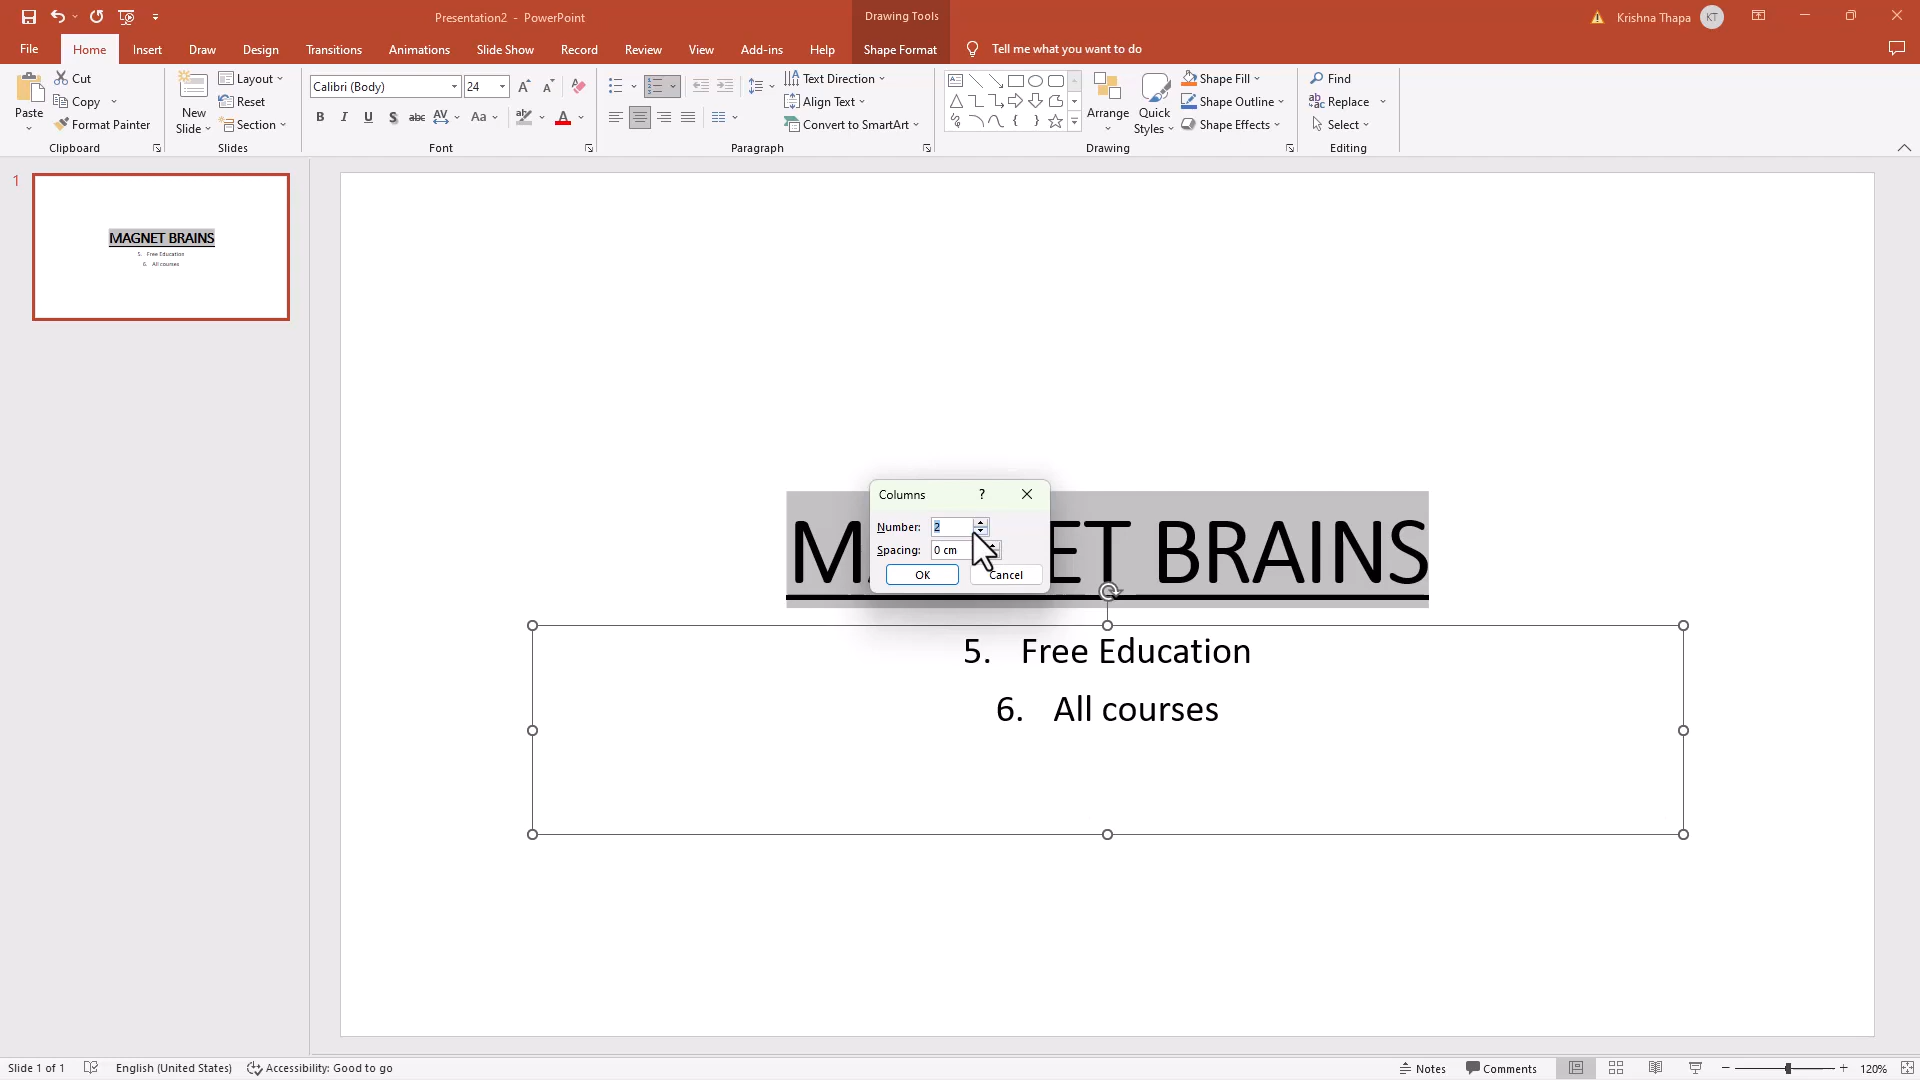 Presentation2 - PowerPoint
Drawing Tools
Krishna Thapa
KT
File
Home
Insert
Draw
Design
Transitions
Animations
Slide Show
Record
Review
View
Add-ins
Help
Shape Format
Tell me what you want to do
Paste
Cut
Copy
Format Painter
Clipboard
New
Slide
Layout
Reset
Section
Slides
Calibri (Body)
24
B I U S abc AV Aa A
Font
Text Direction
Align Text
Convert to SmartArt
Paragraph
Arrange
Quick
Styles
Shape Fill
Shape Outline
Shape Effects
Drawing
Find
Replace
Select
Editing
1
MAGNET BRAINS
5. Free Education
6. All courses
Columns ?
Number: 2
Spacing: 0 cm
OK
Cancel
M ET BRAINS
5. Free Education
6. All courses
Slide 1 of 1
English (United States)
Accessibility: Good to go
Notes
Comments
120%